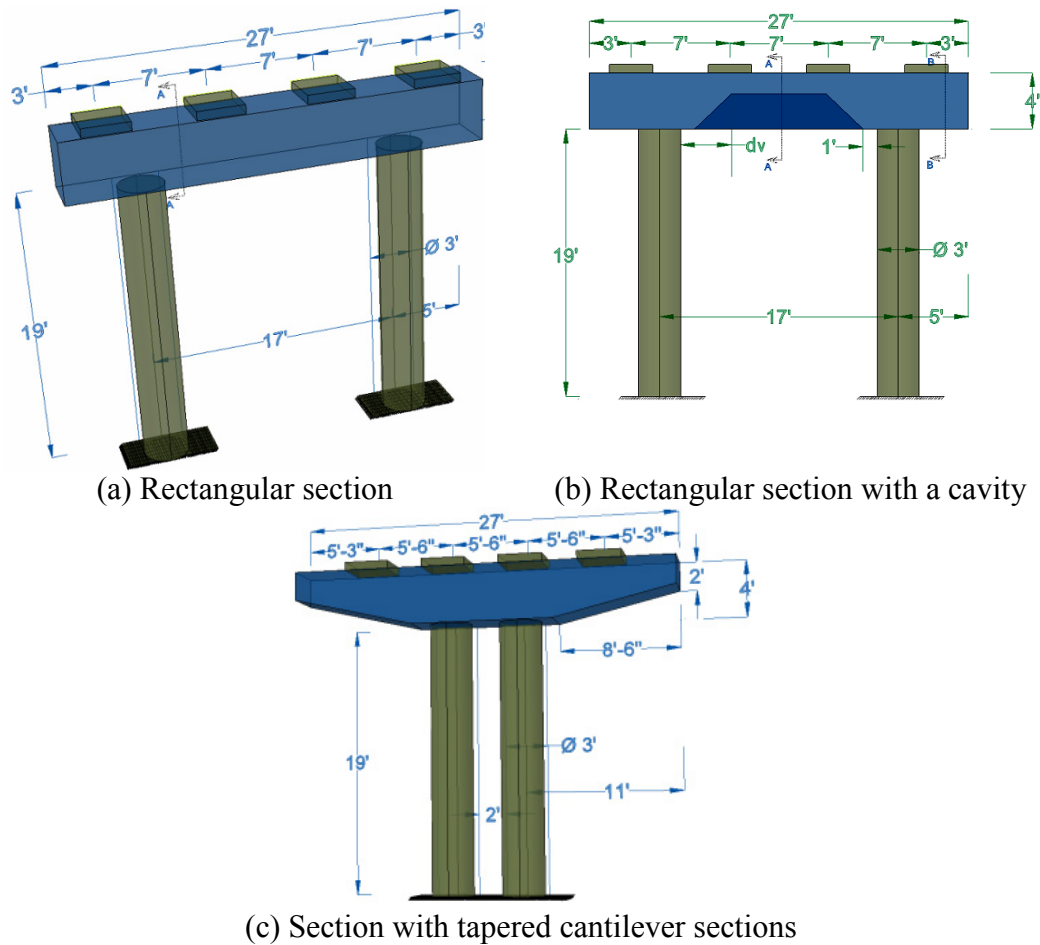 27'
3' 7' 7' 7' 3'
A
A
19'
Ø 3'
17' 5'
(a) Rectangular section
27'
3' 7' 7' 7' 3'
A B
4'
dv 1'
A B
19'
Ø 3'
17' 5'
(b) Rectangular section with a cavity
27'
5'-3" 5'-6" 5'-6" 5'-6" 5'-3"
2'
4'
8'-6"
19'
Ø 3'
11'
2'
(c) Section with tapered cantilever sections